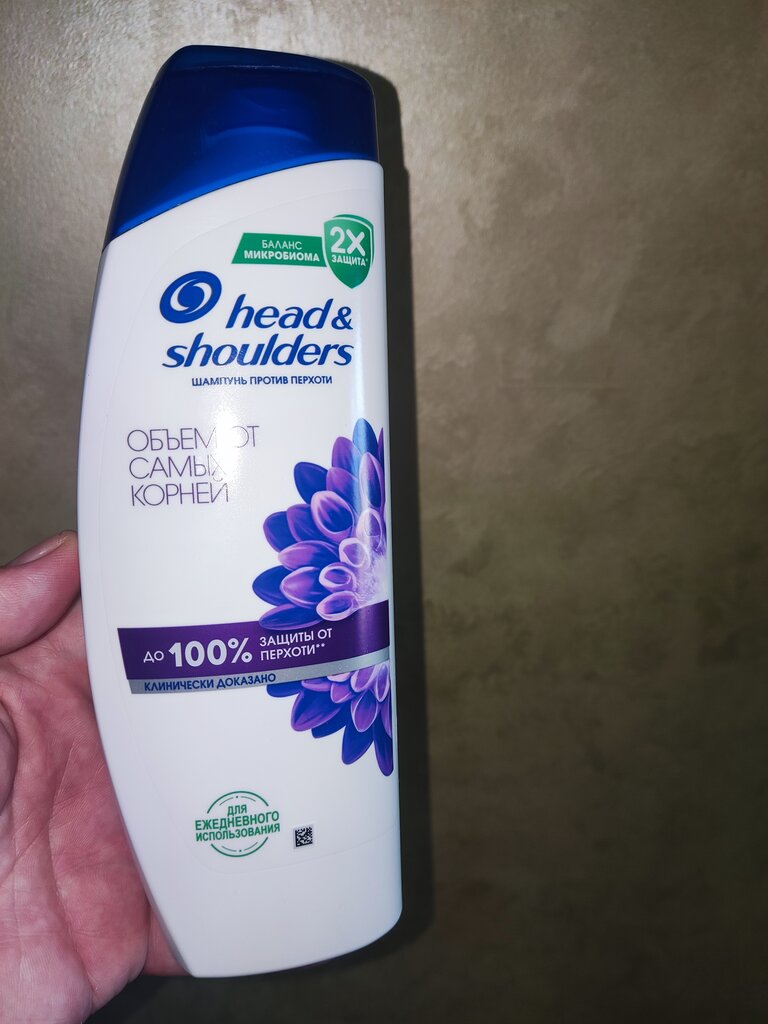 БАЛАНС
МИКРОБИОМА
2X
ЗАЩИТА*
head &
shoulders
ШАМПУНЬ ПРОТИВ ПЕРХОТИ
ОБЪЕМ ОТ
САМЫХ
КОРНЕЙ
ДО 100% ЗАЩИТЫ ОТ
ПЕРХОТИ**
КЛИНИЧЕСКИ ДОКАЗАНО
ДЛЯ
ЕЖЕДНЕВНОГО
ИСПОЛЬЗОВАНИЯ